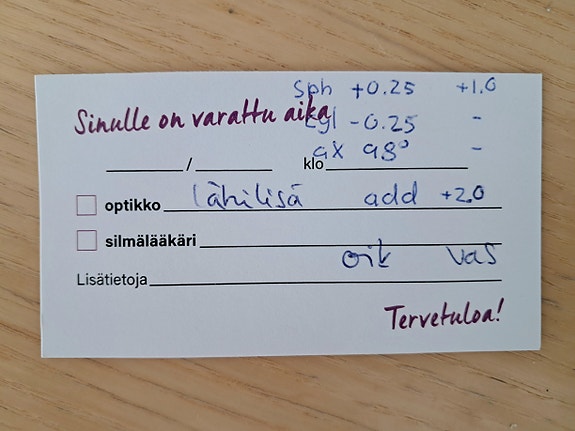 Sph +0.25 +1.0
Sinulle on varattu aika
cyl -0.25 -
ax 98° -
/ klo
optikko lähilisä add +2.0
silmälääkäri
oik vas
Lisätietoja
Tervetuloa!